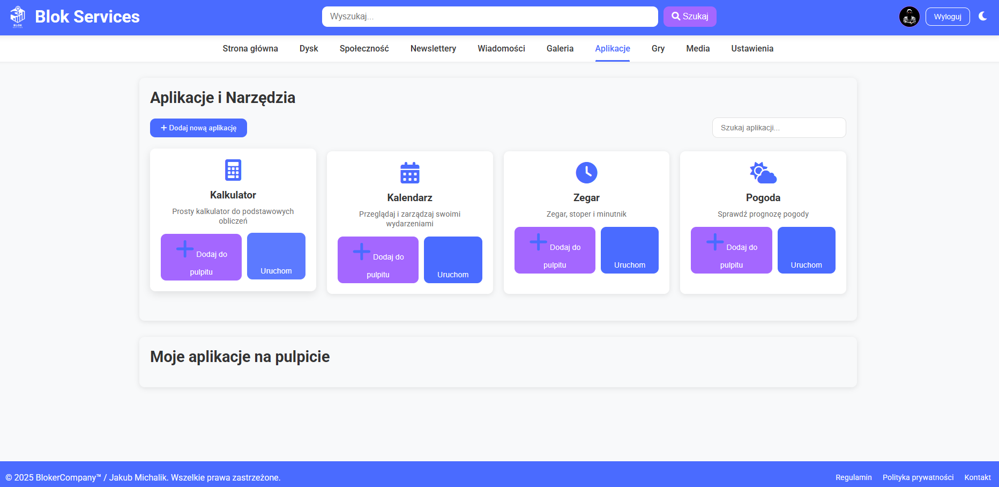 Blok Services
BLOK
Wyszukaj...
Szukaj
Wyloguj
Strona główna
Dysk
Społeczność
Newslettery
Wiadomości
Galeria
Aplikacje
Gry
Media
Ustawienia
Aplikacje i Narzędzia
Dodaj nową aplikację
Szukaj aplikacji...
Kalkulator
Prosty kalkulator do podstawowych
obliczeń
Dodaj do
pulpitu
Uruchom
Kalendarz
Przeglądaj i zarządzaj swoimi
wydarzeniami
Dodaj do
pulpitu
Uruchom
Zegar
Zegar, stoper i minutnik
Dodaj do
pulpitu
Uruchom
Pogoda
Sprawdź prognozę pogody
Dodaj do
pulpitu
Uruchom
Moje aplikacje na pulpicie
© 2025 BlokerCompany™ / Jakub Michalik. Wszelkie prawa zastrzeżone.
Regulamin
Polityka prywatności
Kontakt